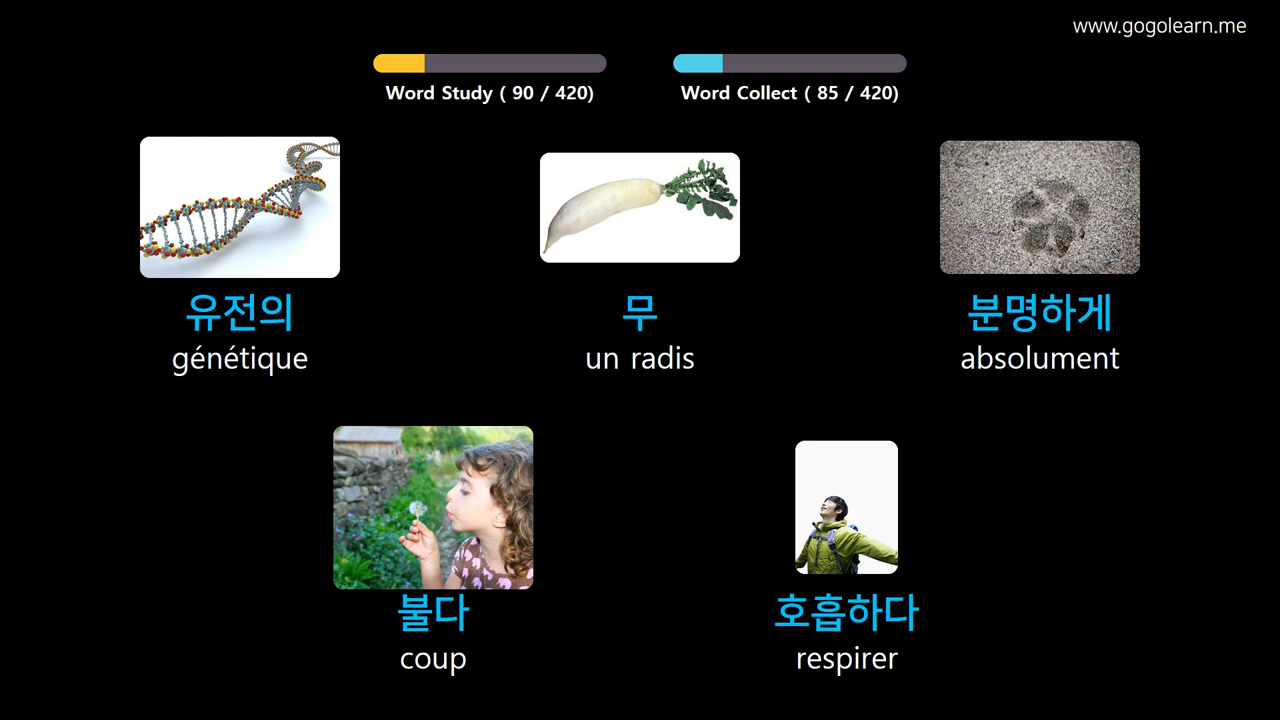 www.gogolearn.me
Word Study ( 90 / 420)
Word Collect ( 85 / 420)
유전의
génétique
무
un radis
분명하게
absolument
불다
coup
호흡하다
respirer